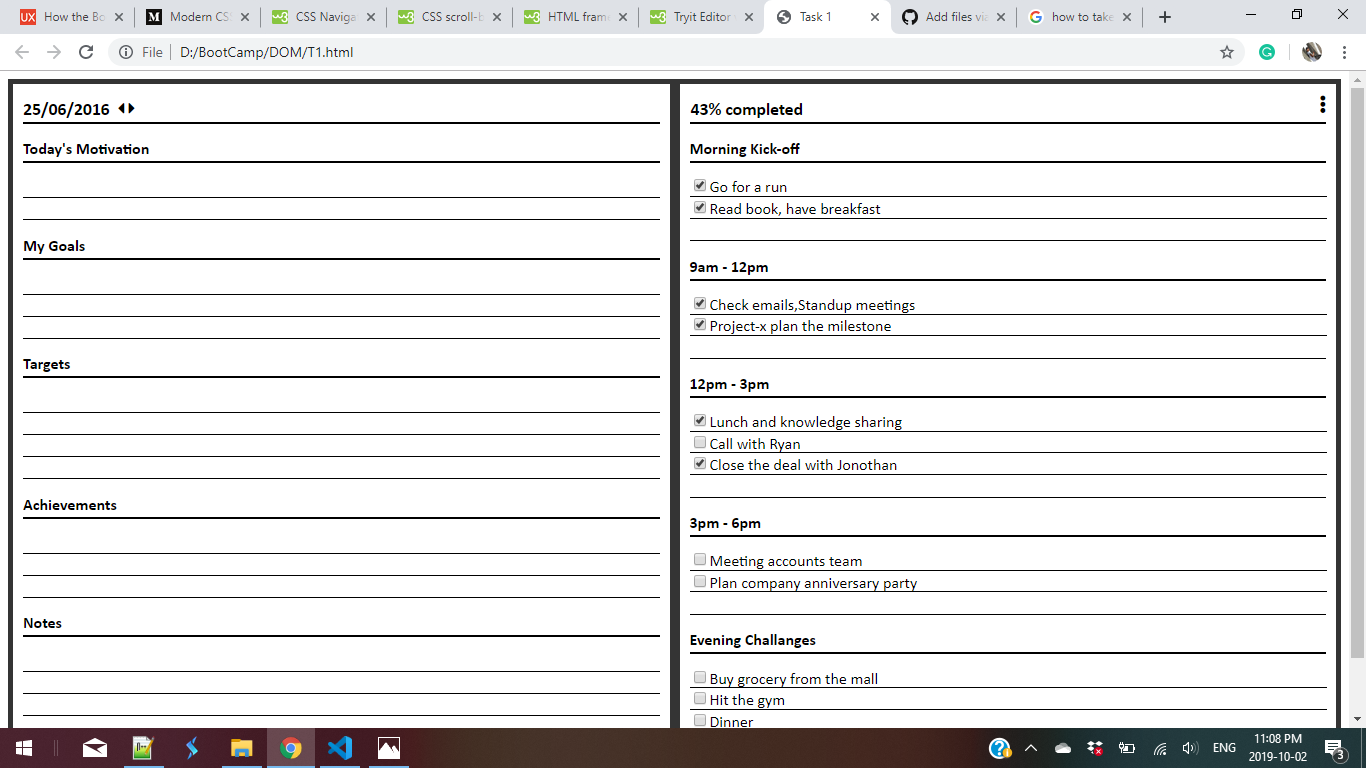 How the Bo
Modern CS
CSS Naviga
CSS scroll-b
HTML fram
Tryit Editor
Task 1
Add files via
how to take
File
D:/BootCamp/DOM/T1.html
25/06/2016
Today's Motivation
My Goals
Targets
Achievements
Notes
43% completed
Morning Kick-off
Go for a run
Read book, have breakfast
9am - 12pm
Check emails,Standup meetings
Project-x plan the milestone
12pm - 3pm
Lunch and knowledge sharing
Call with Ryan
Close the deal with Jonothan
3pm - 6pm
Meeting accounts team
Plan company anniversary party
Evening Challanges
Buy grocery from the mall
Hit the gym
Dinner
ENG
11:08 PM
2019-10-02
3